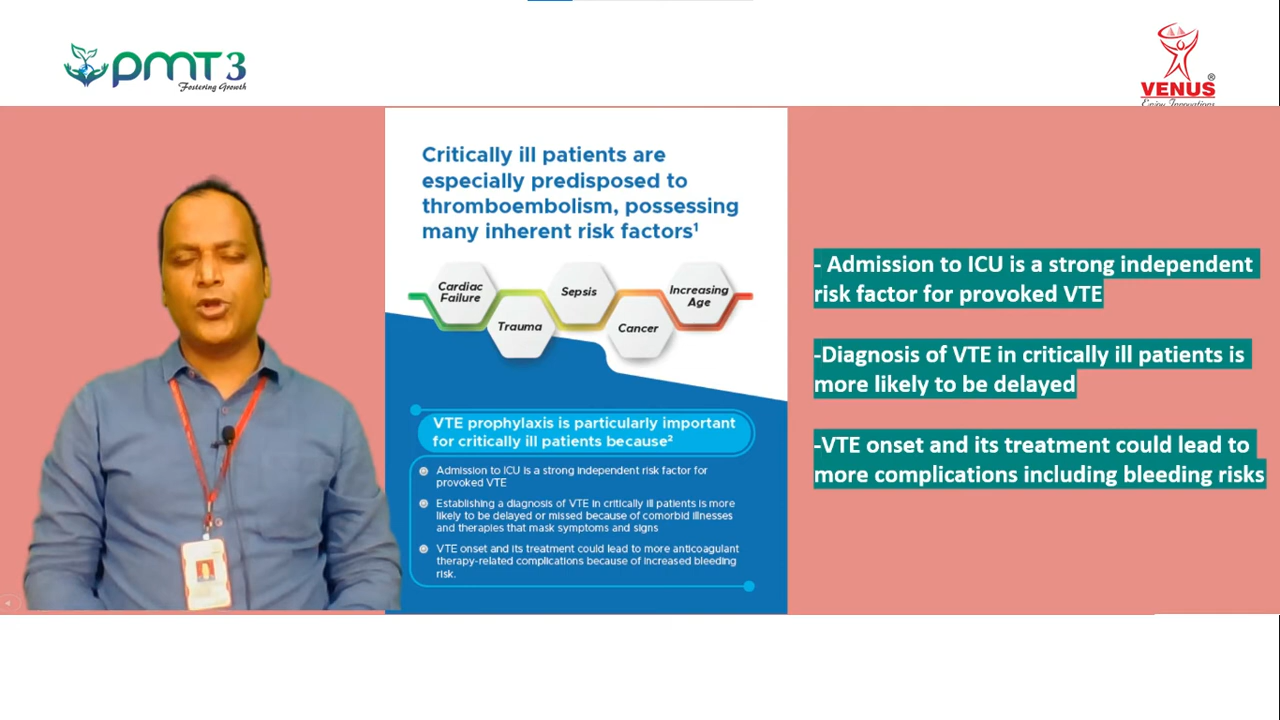 pmt 3
Fostering Growth
VENUS®
Enjoy Innovations
Critically ill patients are
especially predisposed to
thromboembolism, possessing
many inherent risk factors¹
Cardiac
Failure
Trauma
Sepsis
Cancer
Increasing
Age
VTE prophylaxis is particularly important
for critically ill patients because²
Admission to ICU is a strong independent risk factor for
provoked VTE
Establishing a diagnosis of VTE in critically ill patients is more
likely to be delayed or missed because of comorbid illnesses
and therapies that mask symptoms and signs
VTE onset and its treatment could lead to more anticoagulant
therapy-related complications because of increased bleeding
risk.
- Admission to ICU is a strong independent
risk factor for provoked VTE
-Diagnosis of VTE in critically ill patients is
more likely to be delayed
-VTE onset and its treatment could lead to
more complications including bleeding risks